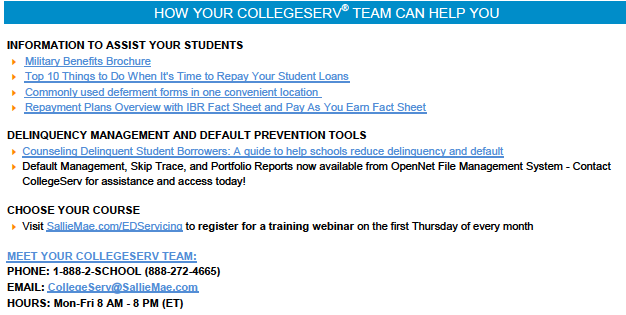 HOW YOUR COLLEGESERV® TEAM CAN HELP YOU
INFORMATION TO ASSIST YOUR STUDENTS
Military Benefits Brochure
Top 10 Things to Do When It's Time to Repay Your Student Loans
Commonly used deferment forms in one convenient location
Repayment Plans Overview with IBR Fact Sheet and Pay As You Earn Fact Sheet
DELINQUENCY MANAGEMENT AND DEFAULT PREVENTION TOOLS
Counseling Delinquent Student Borrowers: A guide to help schools reduce delinquency and default
Default Management, Skip Trace, and Portfolio Reports now available from OpenNet File Management System - Contact
CollegeServ for assistance and access today!
CHOOSE YOUR COURSE
Visit SallieMae.com/EDServicing to register for a training webinar on the first Thursday of every month
MEET YOUR COLLEGESERV TEAM:
PHONE: 1-888-2-SCHOOL (888-272-4665)
EMAIL: CollegeServ@SallieMae.com
HOURS: Mon-Fri 8 AM - 8 PM (ET)